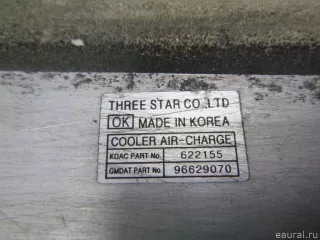 THREE STAR CO.,LTD
OK MADE IN KOREA
COOLER AIR-CHARGE
KDAC PART No. 622155
GMDAT PART No. 96629070
© eaural.ru